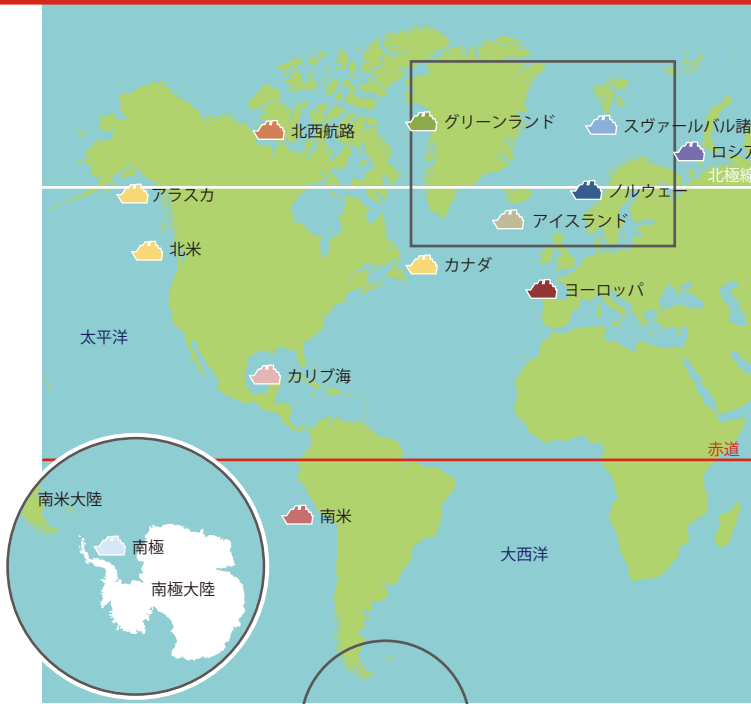 北西航路
グリーンランド
スヴァールバル諸
ロシア
北極線
アラスカ
ノルウェー
アイスランド
北米
カナダ
ヨーロッパ
太平洋
カリブ海
赤道
南米大陸
南米
南極
大西洋
南極大陸